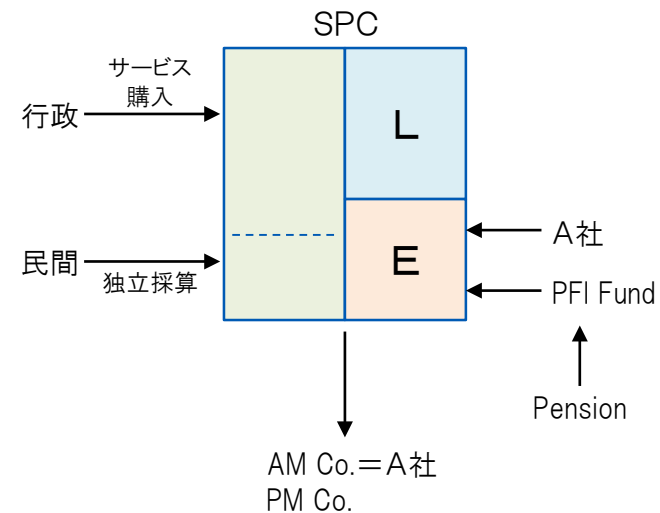 SPC
サービス
購入
行政
L
A社
民間
独立採算
E
PFI Fund
Pension
AM Co.=A社
PM Co.